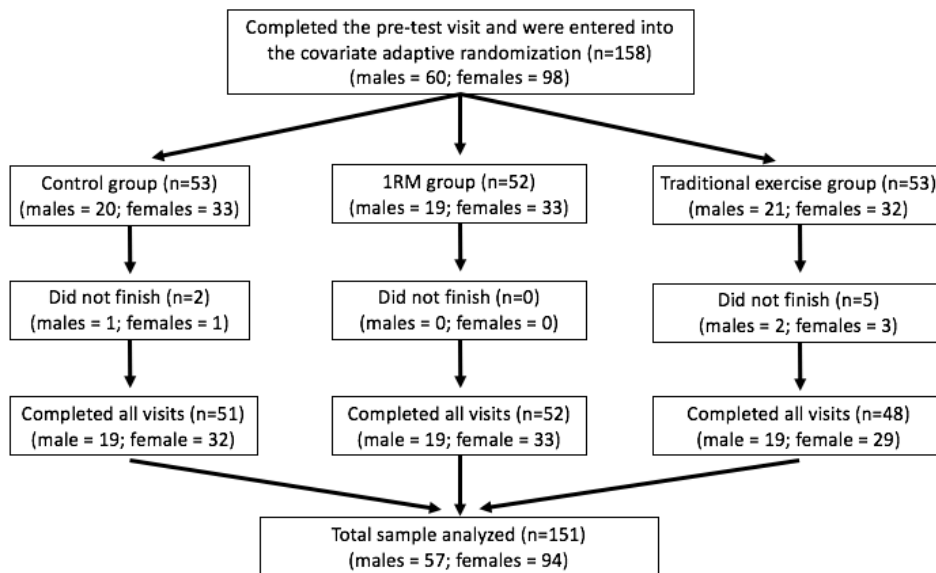 Completed the pre-test visit and were entered into
the covariate adaptive randomization (n=158)
(males = 60; females = 98)
Control group (n=53)
(males = 20; females = 33)
1RM group (n=52)
(males = 19; females = 33)
Traditional exercise group (n=53)
(males = 21; females = 32)
Did not finish (n=2)
(males = 1; females = 1)
Did not finish (n=0)
(males = 0; females = 0)
Did not finish (n=5)
(males = 2; females = 3)
Completed all visits (n=51)
(male = 19; female = 32)
Completed all visits (n=52)
(male = 19; female = 33)
Completed all visits (n=48)
(male = 19; female = 29)
Total sample analyzed (n=151)
(males = 57; females = 94)